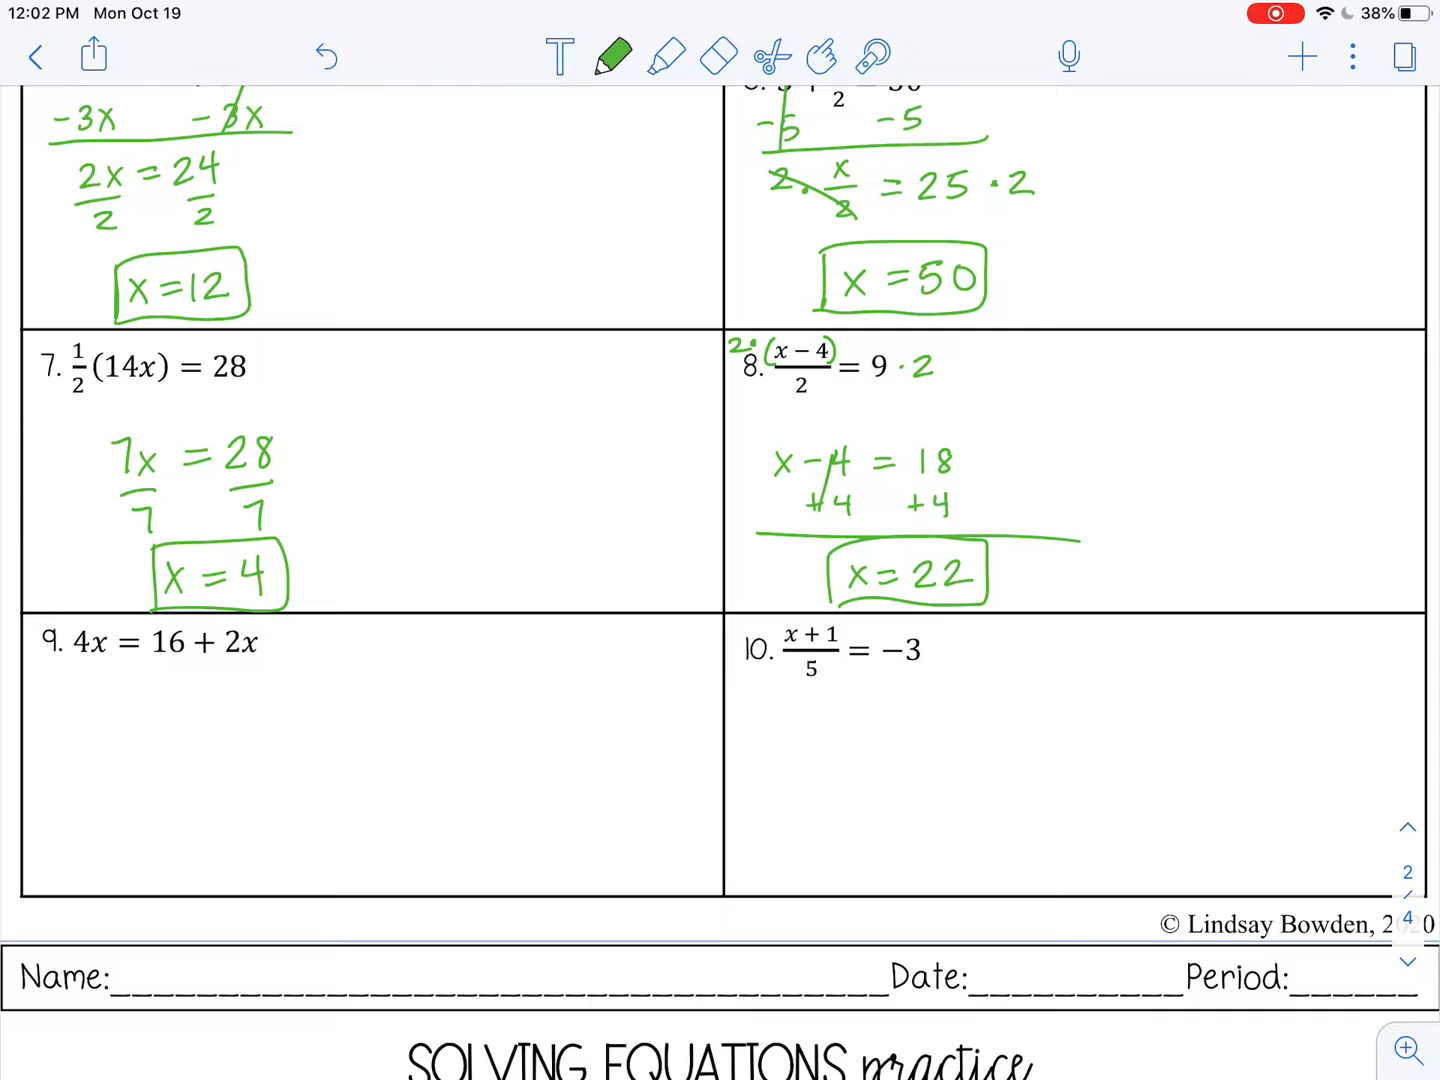 12:02 PM Mon Oct 19 38%
-3x -3x
2x = 24
2 2
x = 12
2
-5 -5
2 · x/2 = 25 · 2
x = 50
7. 1/2 (14x) = 28
7x = 28
7 7
x = 4
2· (x − 4) / 2 = 9 · 2
8.
x - 4 = 18
+4 +4
x = 22
9. 4x = 16 + 2x
10. (x + 1)/5 = −3
2
/
4
© Lindsay Bowden, 2020
Name: Date: Period:
SOLVING EQUATIONS practice